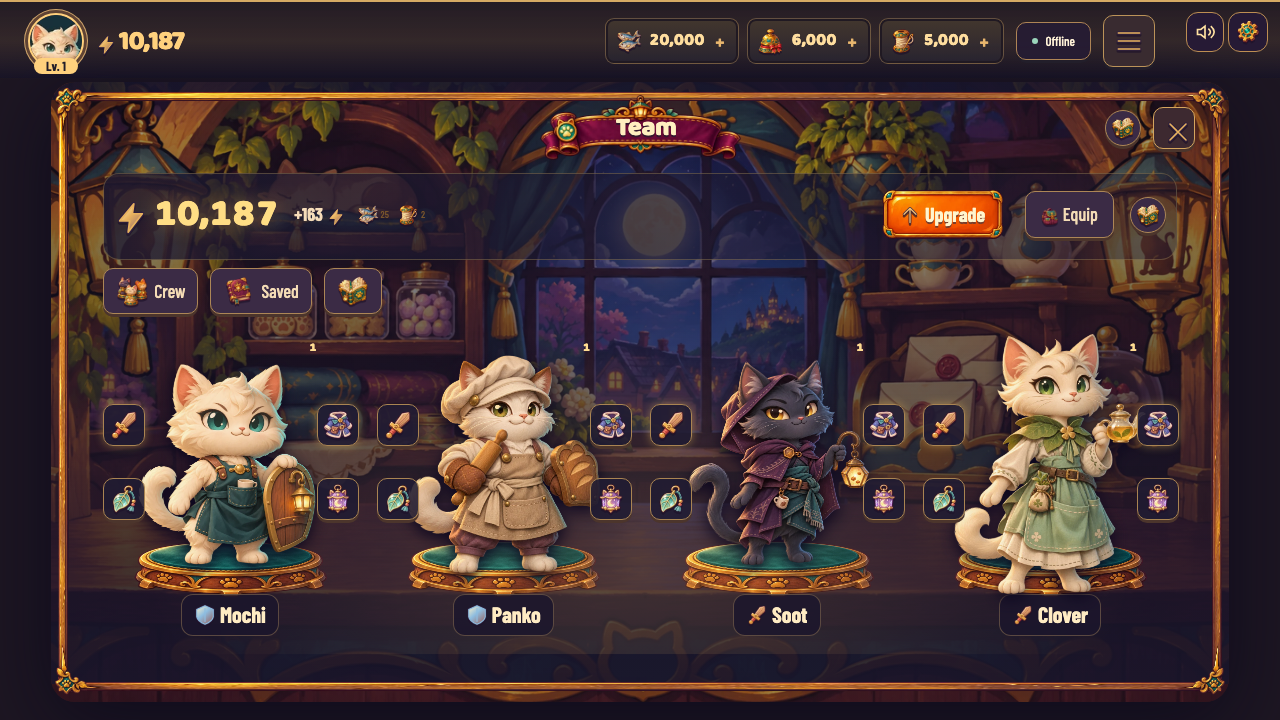 10,187
20,000 +
6,000 +
5,000 +
Offline
Lv. 1
Team
10,187
+163
25
2
Upgrade
Equip
Crew
Saved
1
1
1
1
Mochi
Panko
Soot
Clover